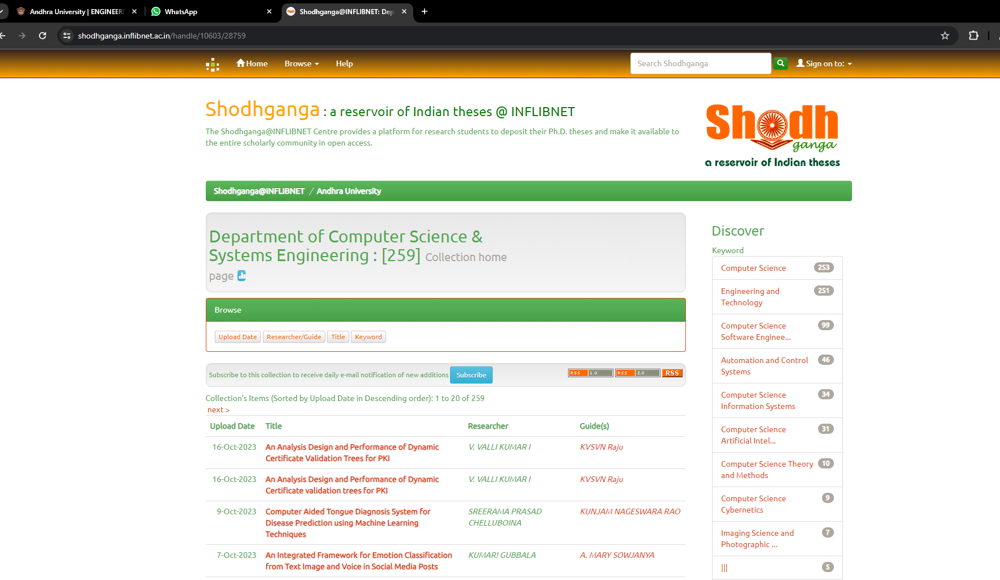 Andhra University | ENGINEERI
WhatsApp
Shodhganga@INFLIBNET: Dep
shodhganga.inflibnet.ac.in/handle/10603/28759
Home Browse Help
Search Shodhganga
Sign on to:
Shodhganga : a reservoir of Indian theses @ INFLIBNET
The Shodhganga@INFLIBNET Centre provides a platform for research students to deposit their Ph.D. theses and make it available to
the entire scholarly community in open access.
Shodh
ganga
a reservoir of Indian theses
Shodhganga@INFLIBNET / Andhra University
Department of Computer Science &
Systems Engineering : [259] Collection home
page
Browse
Upload Date Researcher/Guide Title Keyword
Subscribe to this collection to receive daily e-mail notification of new additions Subscribe
RSS 1.0 RSS 2.0 RSS
Collection's Items (Sorted by Upload Date in Descending order): 1 to 20 of 259
next >
Upload Date Title Researcher Guide(s)
16-Oct-2023 An Analysis Design and Performance of Dynamic V. VALLI KUMAR I KVSVN Raju
Certificate Validation Trees for PKI
16-Oct-2023 An Analysis Design and Performance of Dynamic V. VALLI KUMAR I KVSVN Raju
Certificate validation trees for PKI
9-Oct-2023 Computer Aided Tongue Diagnosis System for SREERAMA PRASAD KUNJAM NAGESWARA RAO
Disease Prediction using Machine Learning CHELLUBOINA
Techniques
7-Oct-2023 An Integrated Framework for Emotion Classification KUMAR! GUBBALA A. MARY SOWJANYA
from Text Image and Voice in Social Media Posts
Discover
Keyword
Computer Science 253
Engineering and 251
Technology
Computer Science 99
Software Enginee...
Automation and Control 46
Systems
Computer Science 34
Information Systems
Computer Science 31
Artificial Intel...
Computer Science Theory 10
and Methods
Computer Science 9
Cybernetics
Imaging Science and 7
Photographic ...
||| 5